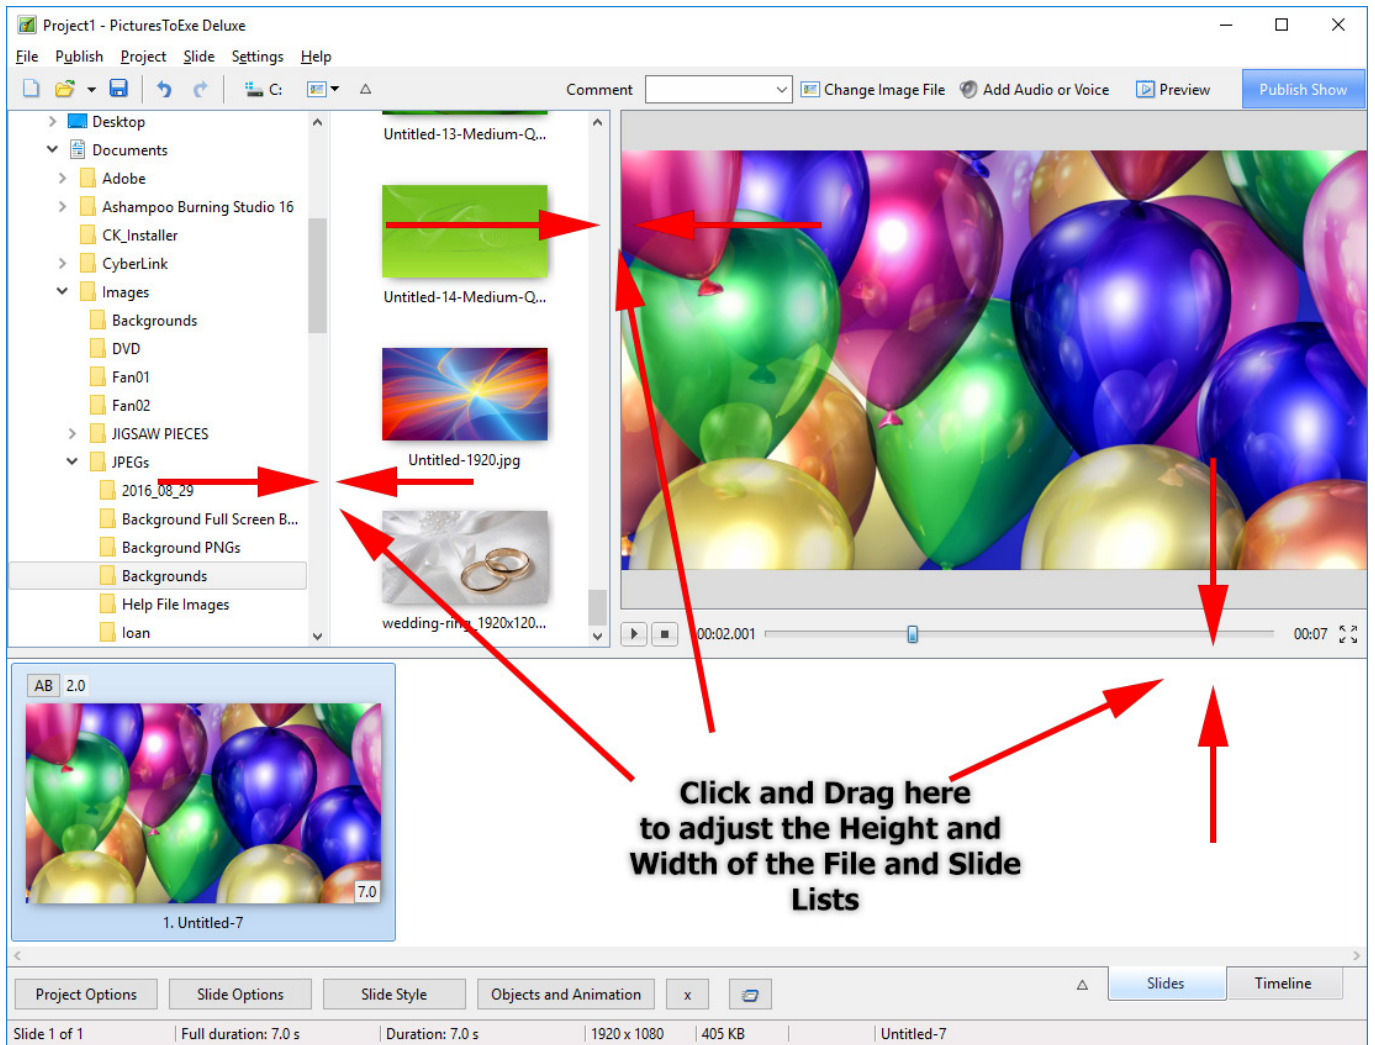 Project1 - PicturesToExe Deluxe
File Publish Project Slide Settings Help
C: Comment Change Image File Add Audio or Voice Preview Publish Show
Desktop
Documents
Adobe
Ashampoo Burning Studio 16
CK_Installer
CyberLink
Images
Backgrounds
DVD
Fan01
Fan02
JIGSAW PIECES
JPEGs
2016_08_29
Background Full Screen B...
Background PNGs
Backgrounds
Help File Images
Ioan
Untitled-13-Medium-Q...
Untitled-14-Medium-Q...
Untitled-1920.jpg
wedding-ring_1920x120...
00:02.001 00:07
AB 2.0
7.0
1. Untitled-7
Click and Drag here
to adjust the Height and
Width of the File and Slide
Lists
Project Options Slide Options Slide Style Objects and Animation x Slides Timeline
Slide 1 of 1 Full duration: 7.0 s Duration: 7.0 s 1920 x 1080 405 KB Untitled-7